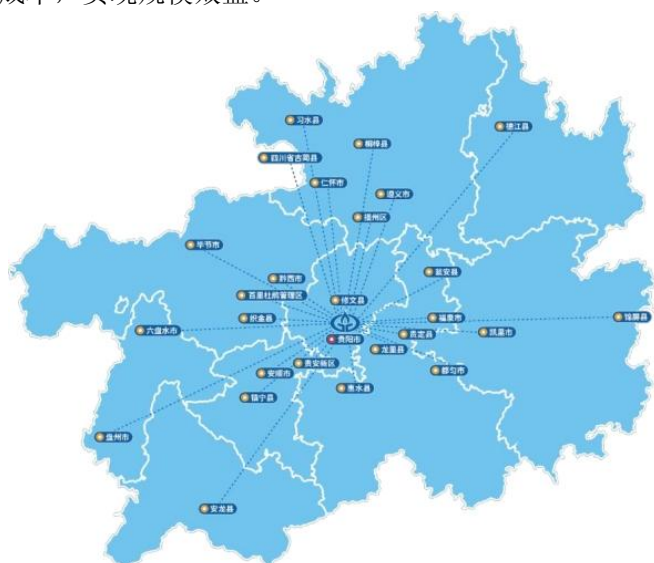 习水县
桐梓县
德江县
四川省古蔺县
仁怀市
遵义市
播州区
毕节市
瓮安县
黔西市
百里杜鹃管理区
修文县
织金县
福泉市
锦屏县
六盘水市
贵定县
凯里市
贵阳市
龙里县
贵安新区
安顺市
都匀市
惠水县
镇宁县
盘州市
安龙县